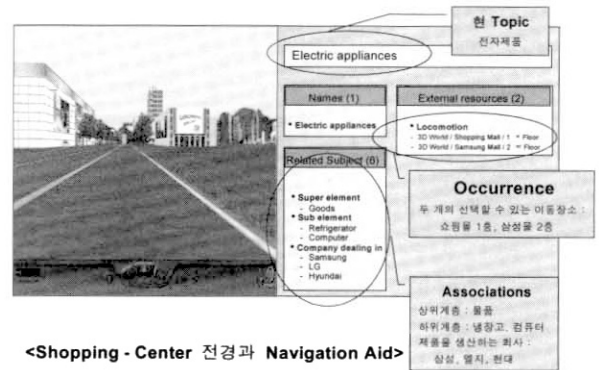 현 Topic
전자제품
Electric appliances
Names (1)
• Electric appliances
External resources (2)
• Locomotion
- 3D World / Shopping Mall / 1 st Floor
- 3D World / Samsung Mall / 2 nd Floor
Related Subject (6)
• Super element
- Goods
• Sub element
- Refrigerator
- Computer
• Company dealing in
- Samsung
- LG
- Hyundai
Occurrence
두 개의 선택할 수 있는 이동장소 :
쇼핑몰 1층, 삼성몰 2층
Associations
상위계층 : 물품
하위계층 : 냉장고, 컴퓨터
제품을 생산하는 회사 :
삼성, 엘지, 현대
<Shopping - Center 전경과 Navigation Aid>